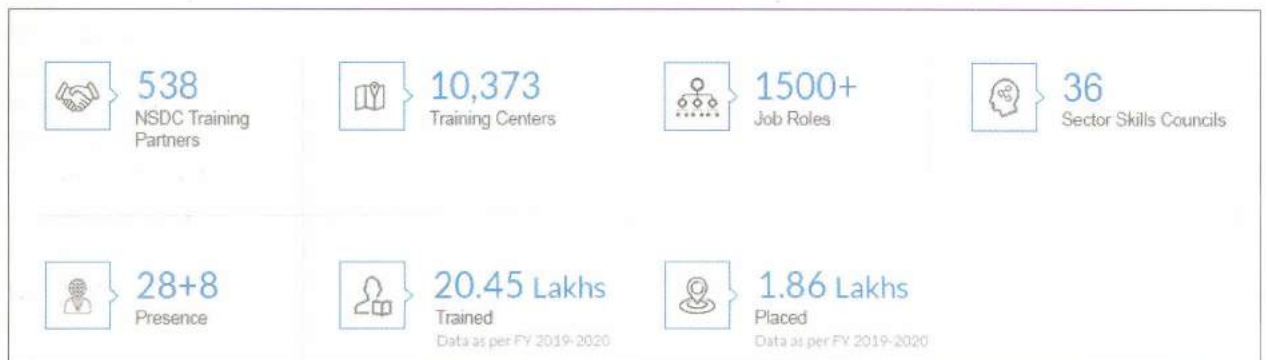 538
NSDC Training
Partners
10,373
Training Centers
1500+
Job Roles
36
Sector Skills Councils
28+8
Presence
20.45 Lakhs
Trained
Data as per FY 2019-2020
1.86 Lakhs
Placed
Data as per FY 2019-2020